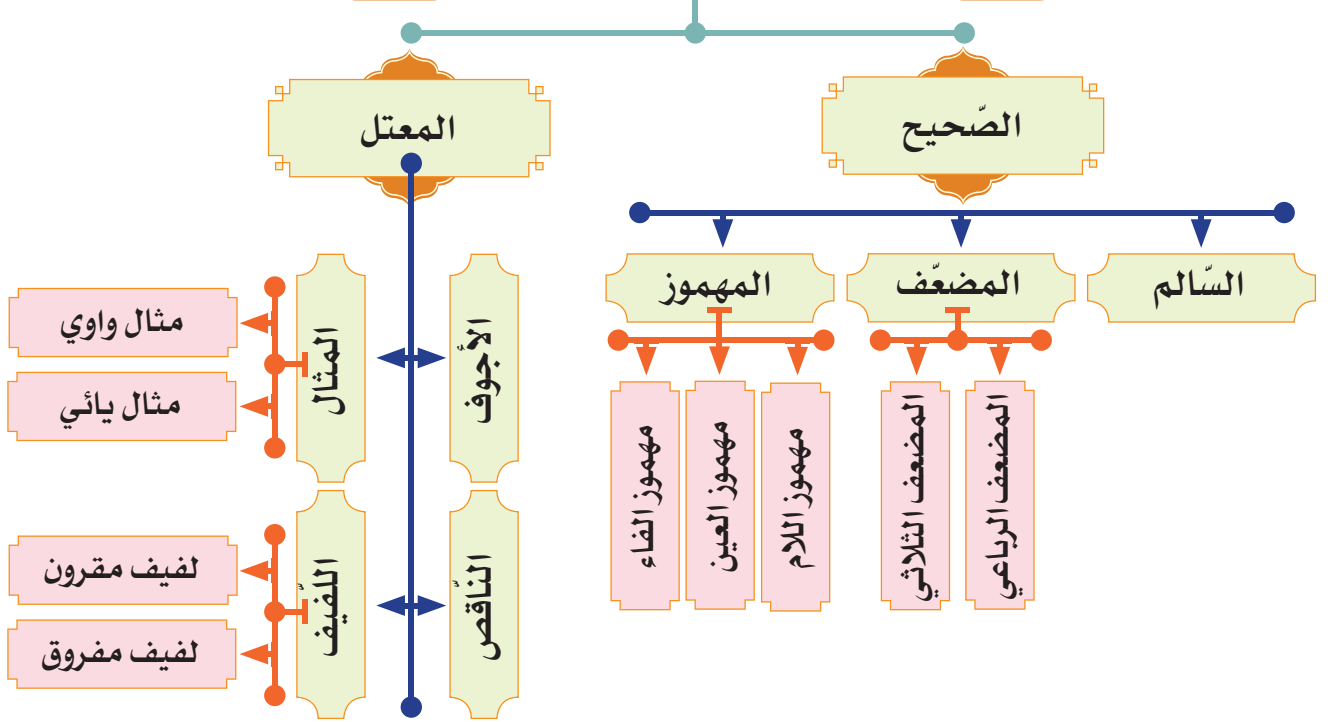 الصّحيح
المعتل
السّالم
المضعّف
المهموز
المضعف الرباعي
المضعف الثلاثي
مهموز اللام
مهموز العين
مهموز الفاء
الأجوف
المثال
مثال واوي
مثال يائي
النّاقص
اللّفيف
لفيف مقرون
لفيف مفروق